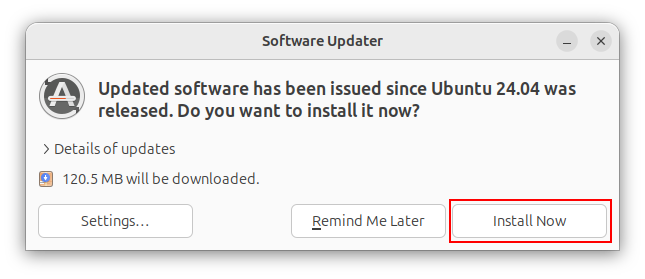 Software Updater
Updated software has been issued since Ubuntu 24.04 was
released. Do you want to install it now?
Details of updates
120.5 MB will be downloaded.
Settings…
Remind Me Later
Install Now